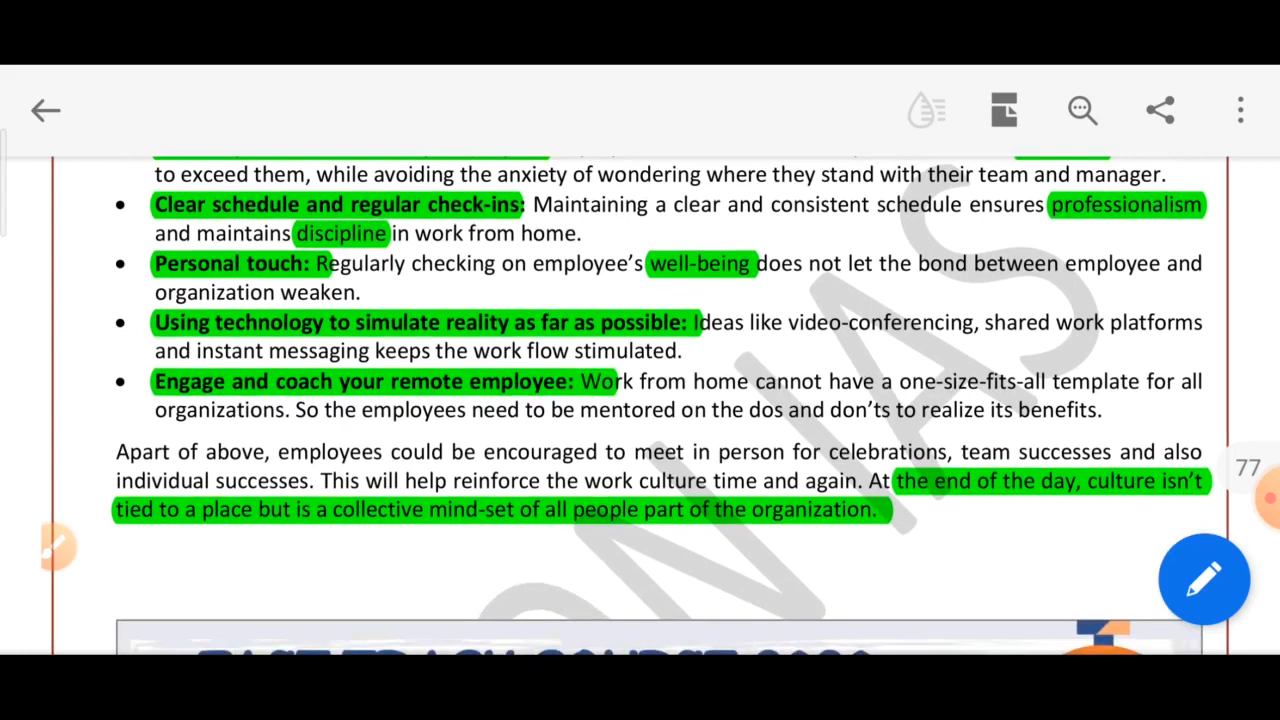 to exceed them, while avoiding the anxiety of wondering where they stand with their team and manager.
• Clear schedule and regular check-ins: Maintaining a clear and consistent schedule ensures professionalism
and maintains discipline in work from home.
• Personal touch: Regularly checking on employee’s well-being does not let the bond between employee and
organization weaken.
• Using technology to simulate reality as far as possible: Ideas like video-conferencing, shared work platforms
and instant messaging keeps the work flow stimulated.
• Engage and coach your remote employee: Work from home cannot have a one-size-fits-all template for all
organizations. So the employees need to be mentored on the dos and don’ts to realize its benefits.
Apart of above, employees could be encouraged to meet in person for celebrations, team successes and also
individual successes. This will help reinforce the work culture time and again. At the end of the day, culture isn’t
tied to a place but is a collective mind-set of all people part of the organization.
77
ON IAS